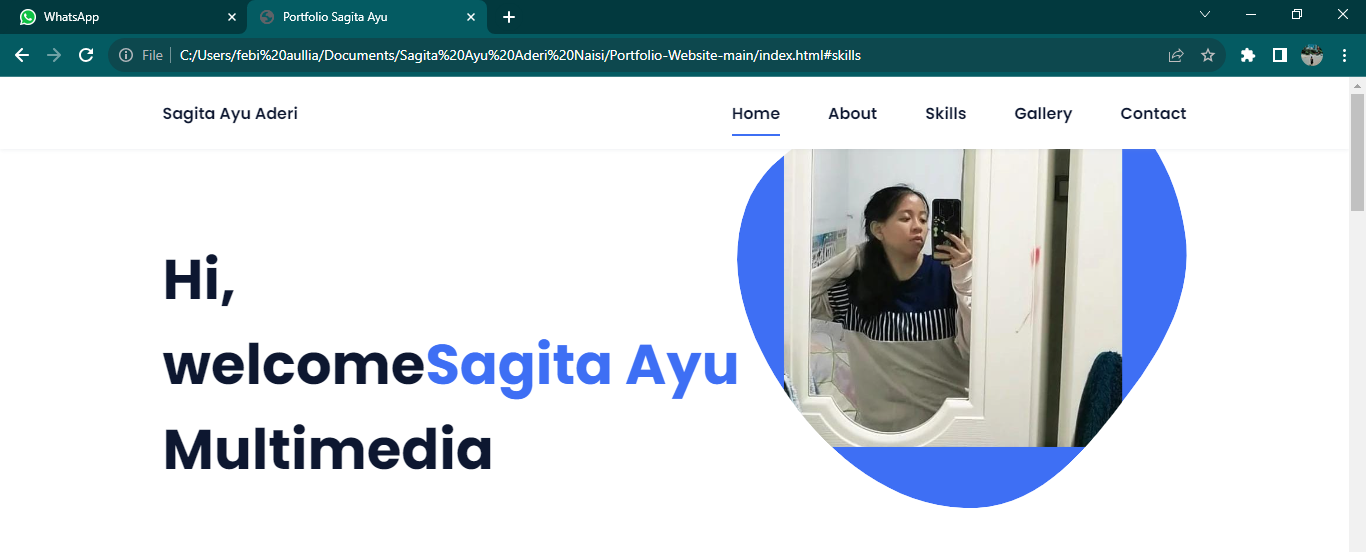 WhatsApp
Portfolio Sagita Ayu
File
C:/Users/febi%20aullia/Documents/Sagita%20Ayu%20Aderi%20Naisi/Portfolio-Website-main/index.html#skills
Sagita Ayu Aderi
Home About Skills Gallery Contact
Hi,
welcomeSagita Ayu
Multimedia